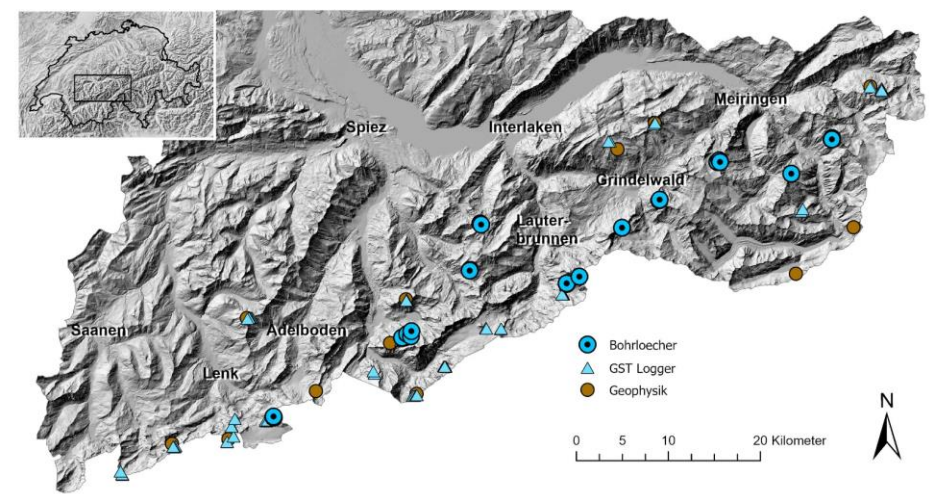 Meiringen
Spiez
Interlaken
Grindelwald
Lauter-
brunnen
Saanen
Adelboden
Lenk
Bohrloecher
GST Logger
Geophysik
N
0 5 10 20 Kilometer